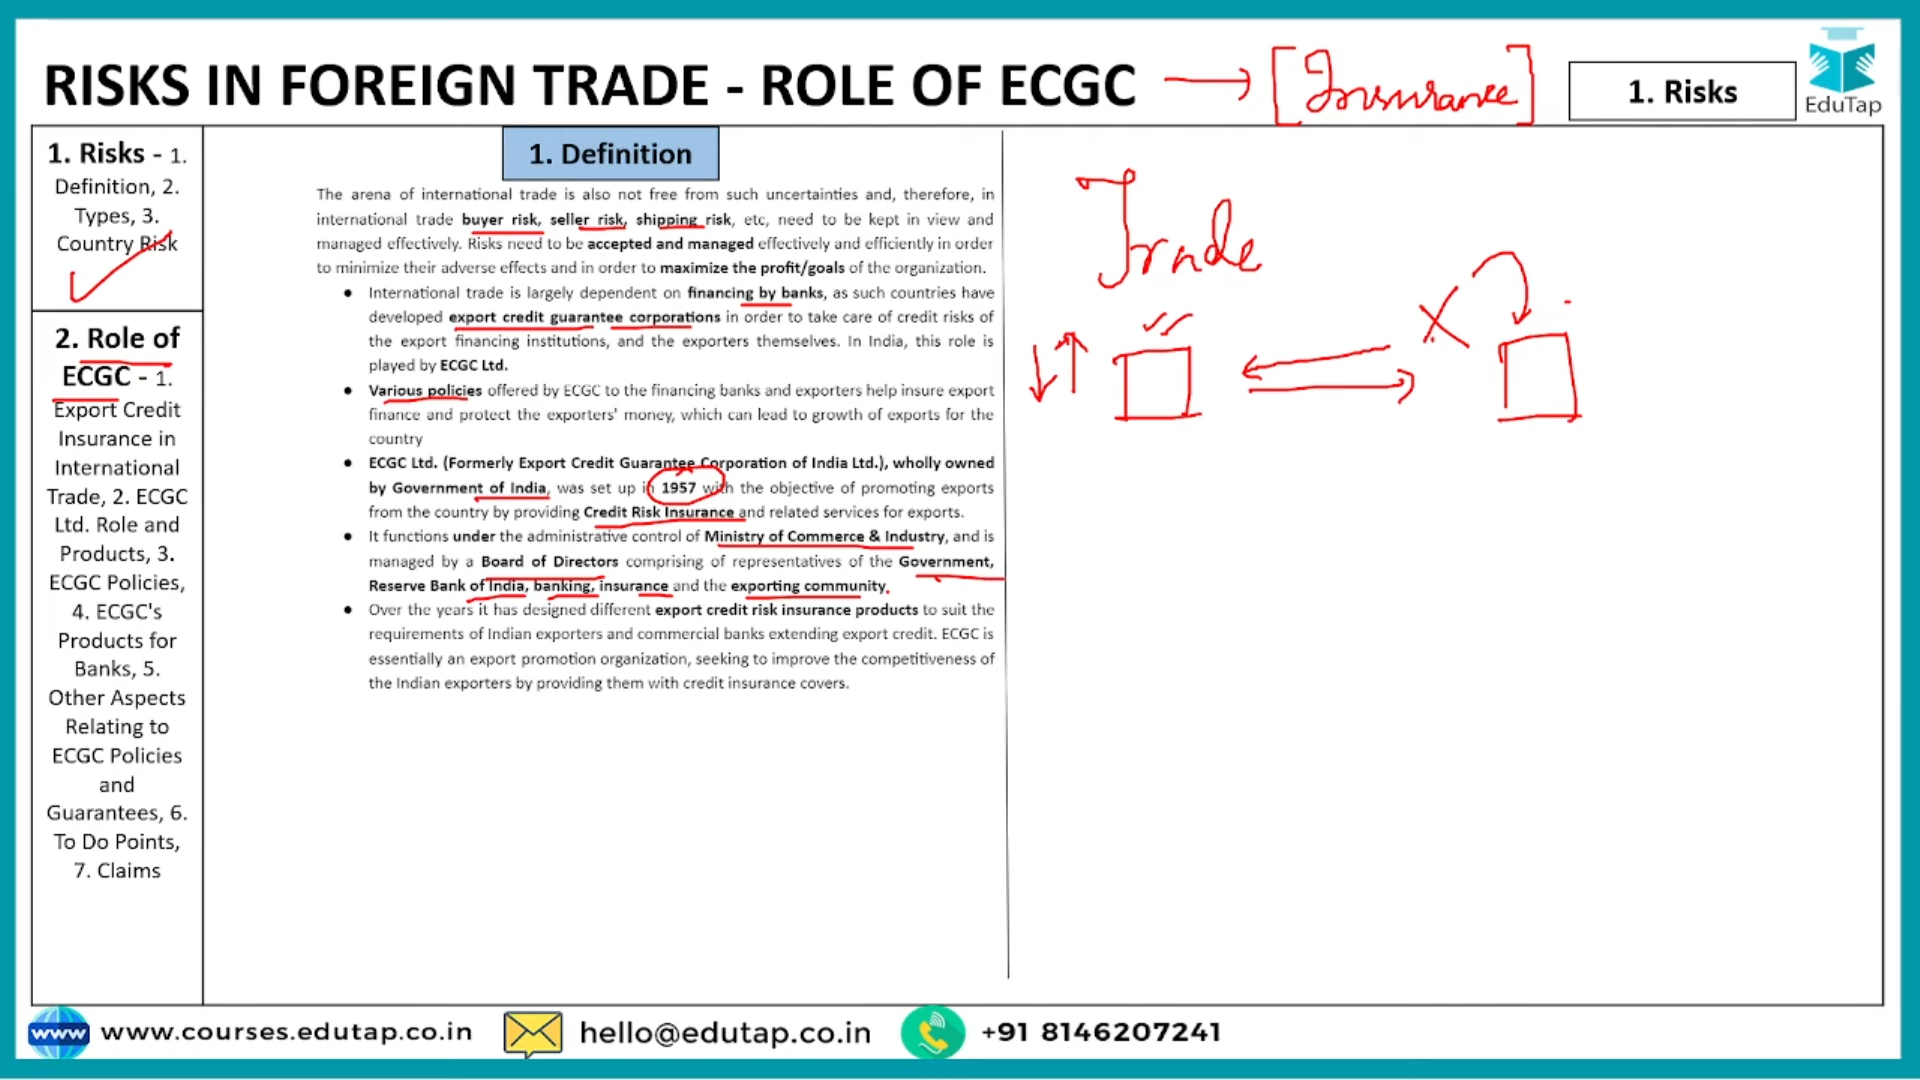 RISKS IN FOREIGN TRADE - ROLE OF ECGC
[Insurance]
1. Risks
EduTap
1. Risks - 1.
Definition, 2.
Types, 3.
Country Risk
2. Role of
ECGC - 1.
Export Credit
Insurance in
International
Trade, 2. ECGC
Ltd. Role and
Products, 3.
ECGC Policies,
4. ECGC's
Products for
Banks, 5.
Other Aspects
Relating to
ECGC Policies
and
Guarantees, 6.
To Do Points,
7. Claims
1. Definition
The arena of international trade is also not free from such uncertainties and, therefore, in
international trade buyer risk, seller risk, shipping risk, etc, need to be kept in view and
managed effectively. Risks need to be accepted and managed effectively and efficiently in order
to minimize their adverse effects and in order to maximize the profit/goals of the organization.
● International trade is largely dependent on financing by banks, as such countries have
developed export credit guarantee corporations in order to take care of credit risks of
the export financing institutions, and the exporters themselves. In India, this role is
played by ECGC Ltd.
● Various policies offered by ECGC to the financing banks and exporters help insure export
finance and protect the exporters' money, which can lead to growth of exports for the
country
● ECGC Ltd. (Formerly Export Credit Guarantee Corporation of India Ltd.), wholly owned
by Government of India, was set up in 1957 with the objective of promoting exports
from the country by providing Credit Risk Insurance and related services for exports.
● It functions under the administrative control of Ministry of Commerce & Industry, and is
managed by a Board of Directors comprising of representatives of the Government,
Reserve Bank of India, banking, insurance and the exporting community.
● Over the years it has designed different export credit risk insurance products to suit the
requirements of Indian exporters and commercial banks extending export credit. ECGC is
essentially an export promotion organization, seeking to improve the competitiveness of
the Indian exporters by providing them with credit insurance covers.
Trade
www www.courses.edutap.co.in
hello@edutap.co.in
+91 8146207241